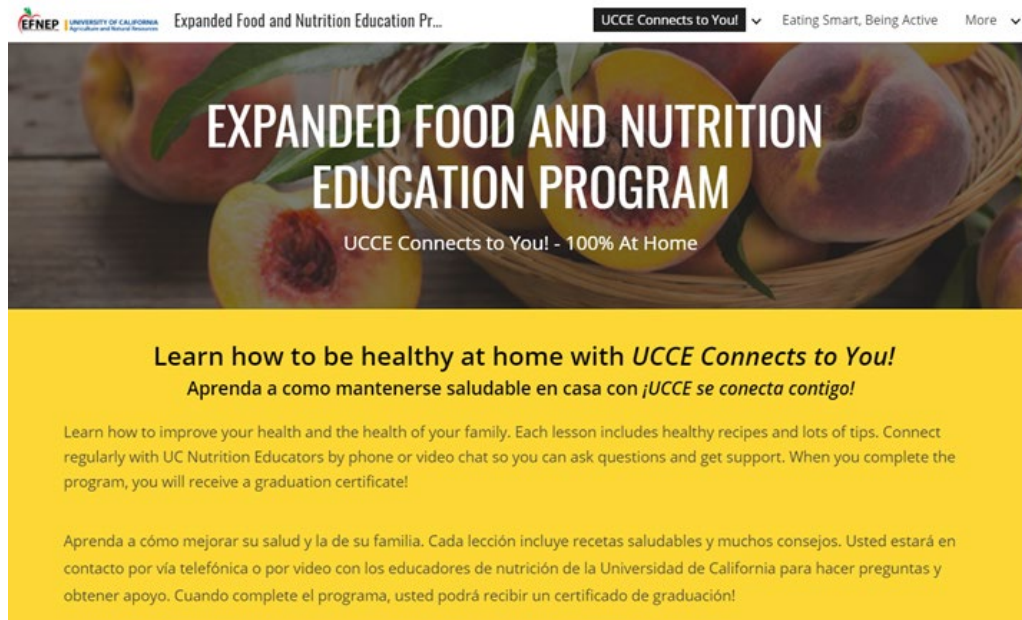 EFNEP UNIVERSITY OF CALIFORNIA
Agriculture and Natural Resources
Expanded Food and Nutrition Education Pr...
UCCE Connects to You!
Eating Smart, Being Active
More
EXPANDED FOOD AND NUTRITION
EDUCATION PROGRAM
UCCE Connects to You! - 100% At Home
Learn how to be healthy at home with UCCE Connects to You!
Aprenda a como mantenerse saludable en casa con ¡UCCE se conecta contigo!
Learn how to improve your health and the health of your family. Each lesson includes healthy recipes and lots of tips. Connect
regularly with UC Nutrition Educators by phone or video chat so you can ask questions and get support. When you complete the
program, you will receive a graduation certificate!
Aprenda a cómo mejorar su salud y la de su familia. Cada lección incluye recetas saludables y muchos consejos. Usted estará en
contacto por vía telefónica o por video con los educadores de nutrición de la Universidad de California para hacer preguntas y
obtener apoyo. Cuando complete el programa, usted podrá recibir un certificado de graduación!